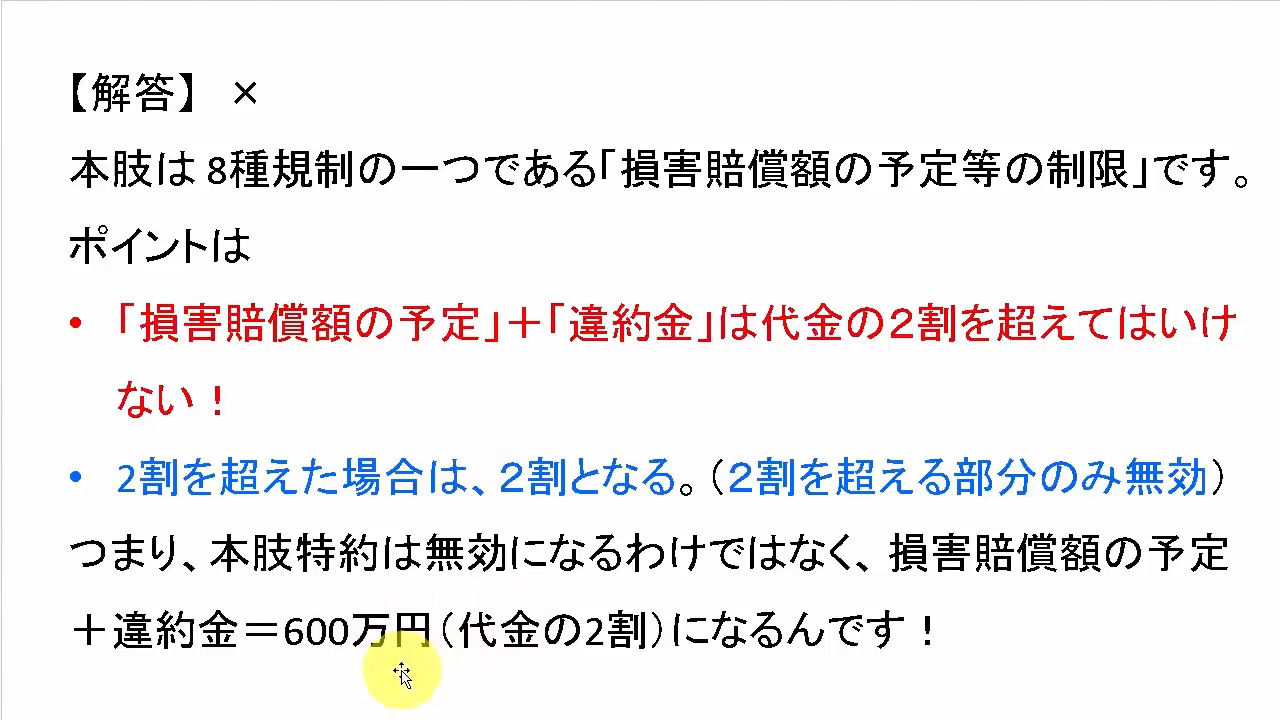 【解答】 ×
本肢は8種規制の一つである「損害賠償額の予定等の制限」です。
ポイントは
• 「損害賠償額の予定」＋「違約金」は代金の２割を超えてはいけ
ない！
• 2割を超えた場合は、２割となる。（２割を超える部分のみ無効）
つまり、本肢特約は無効になるわけではなく、損害賠償額の予定
＋違約金＝600万円（代金の2割）になるんです！